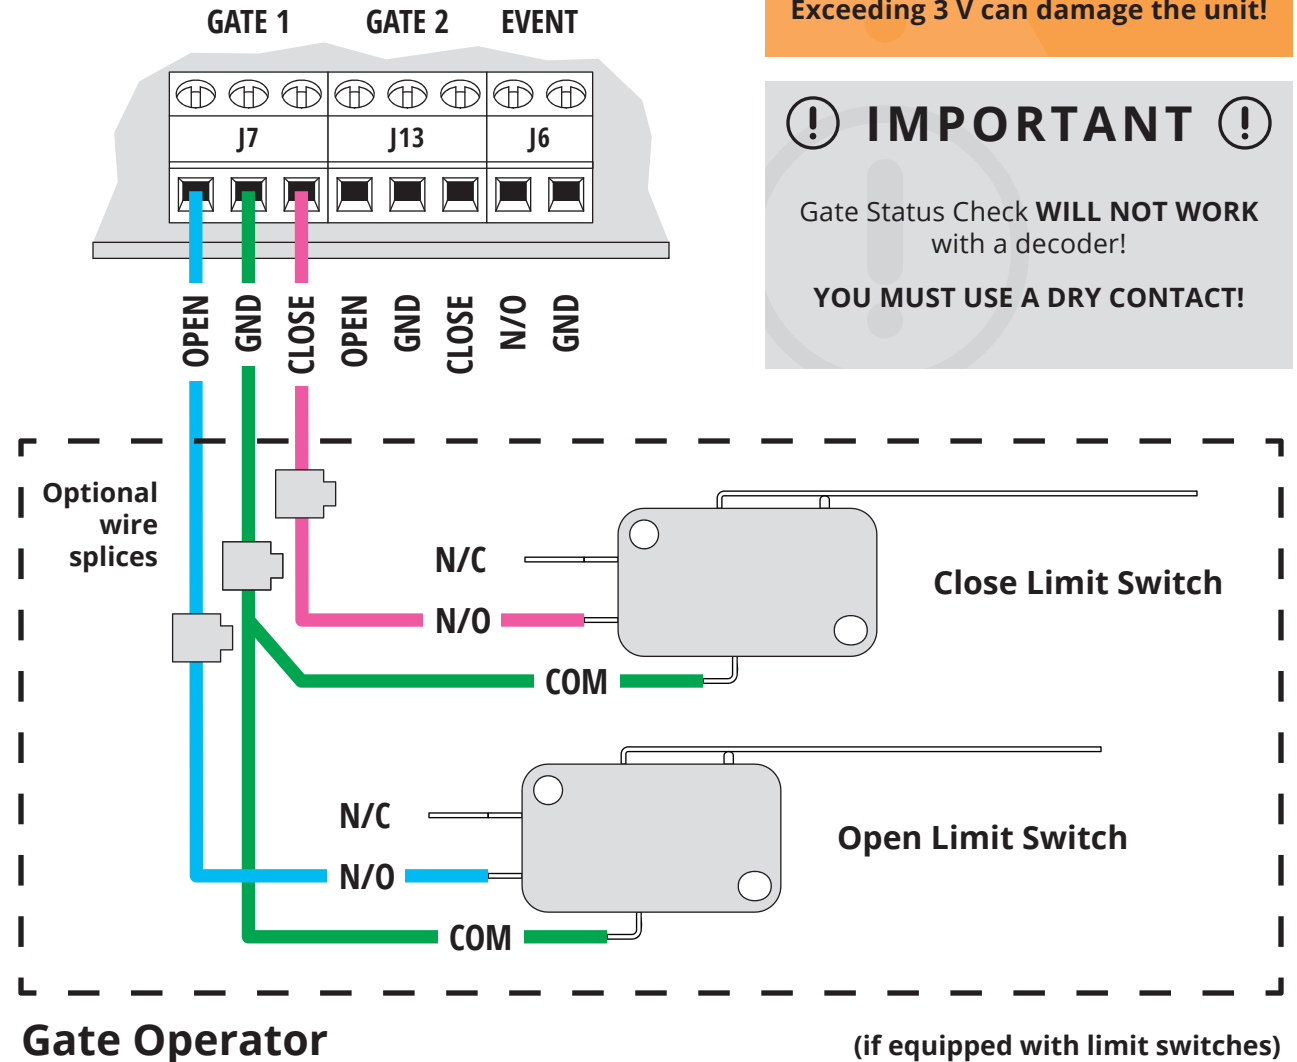 GATE 1 GATE 2 EVENT
Exceeding 3 V can damage the unit!
J7 J13 J6
IMPORTANT
Gate Status Check WILL NOT WORK
with a decoder!
YOU MUST USE A DRY CONTACT!
OPEN GND CLOSE OPEN GND CLOSE N/O GND
Optional
wire
splices
N/C
Close Limit Switch
N/O
COM
N/C
Open Limit Switch
N/O
COM
Gate Operator
(if equipped with limit switches)